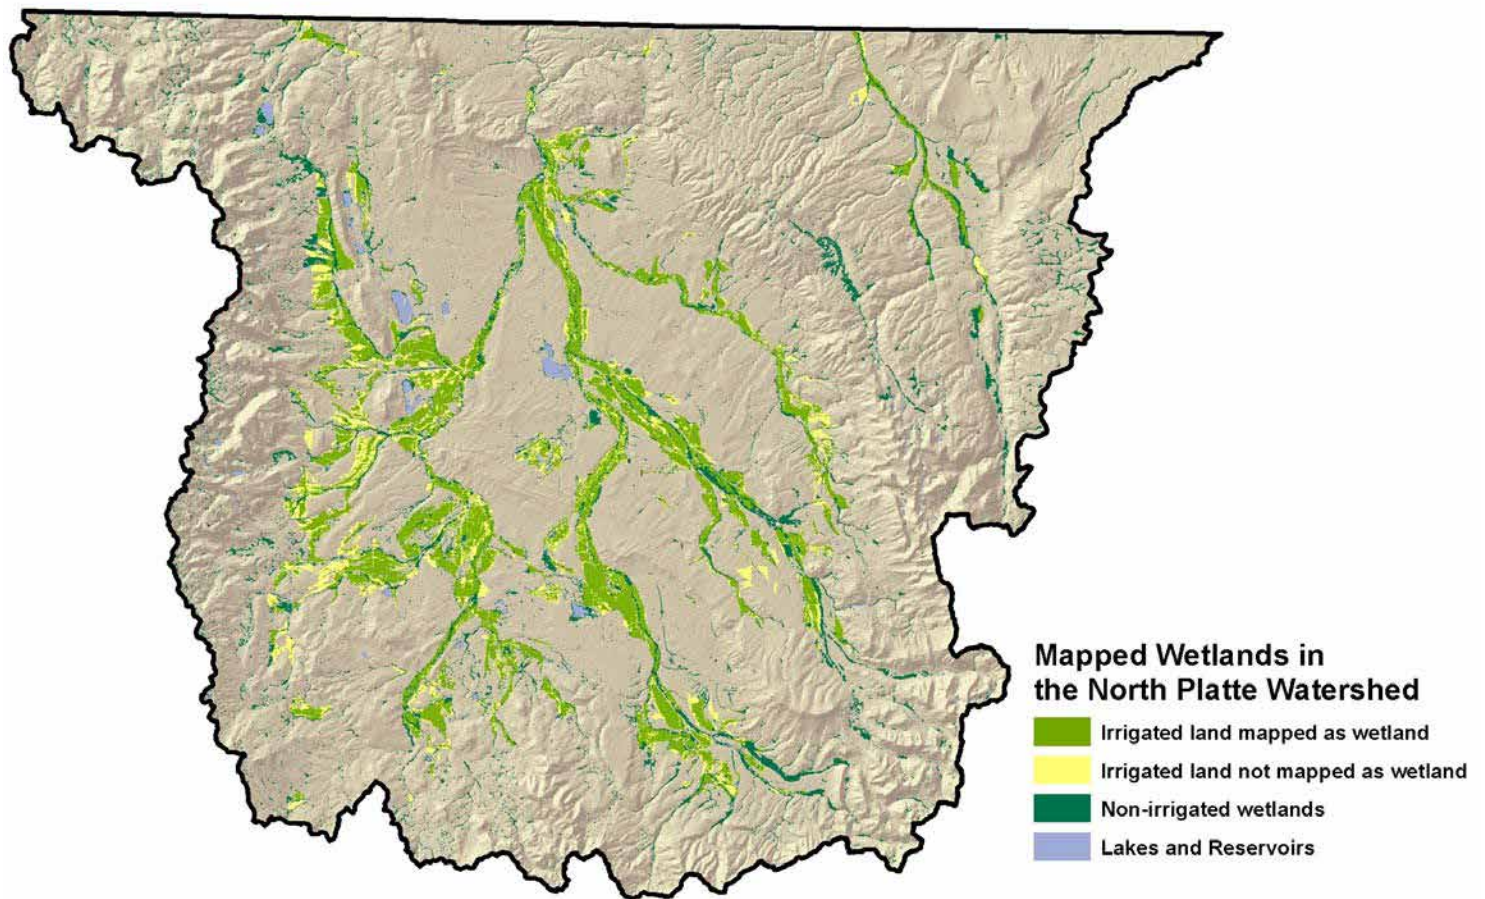 Mapped Wetlands in
the North Platte Watershed
Irrigated land mapped as wetland
Irrigated land not mapped as wetland
Non-irrigated wetlands
Lakes and Reservoirs